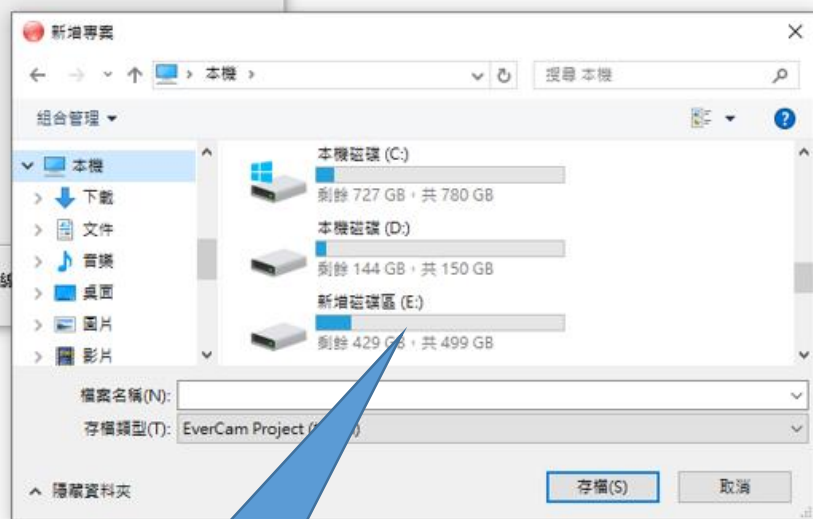 新增專案
本機
搜尋 本機
組合管理
本機
下載
文件
音樂
桌面
圖片
影片
本機磁碟 (C:)
剩餘 727 GB，共 780 GB
本機磁碟 (D:)
剩餘 144 GB，共 150 GB
新增磁碟區 (E:)
剩餘 429 GB，共 499 GB
檔案名稱(N):
存檔類型(T): EverCam Project
隱藏資料夾
存檔(S)
取消